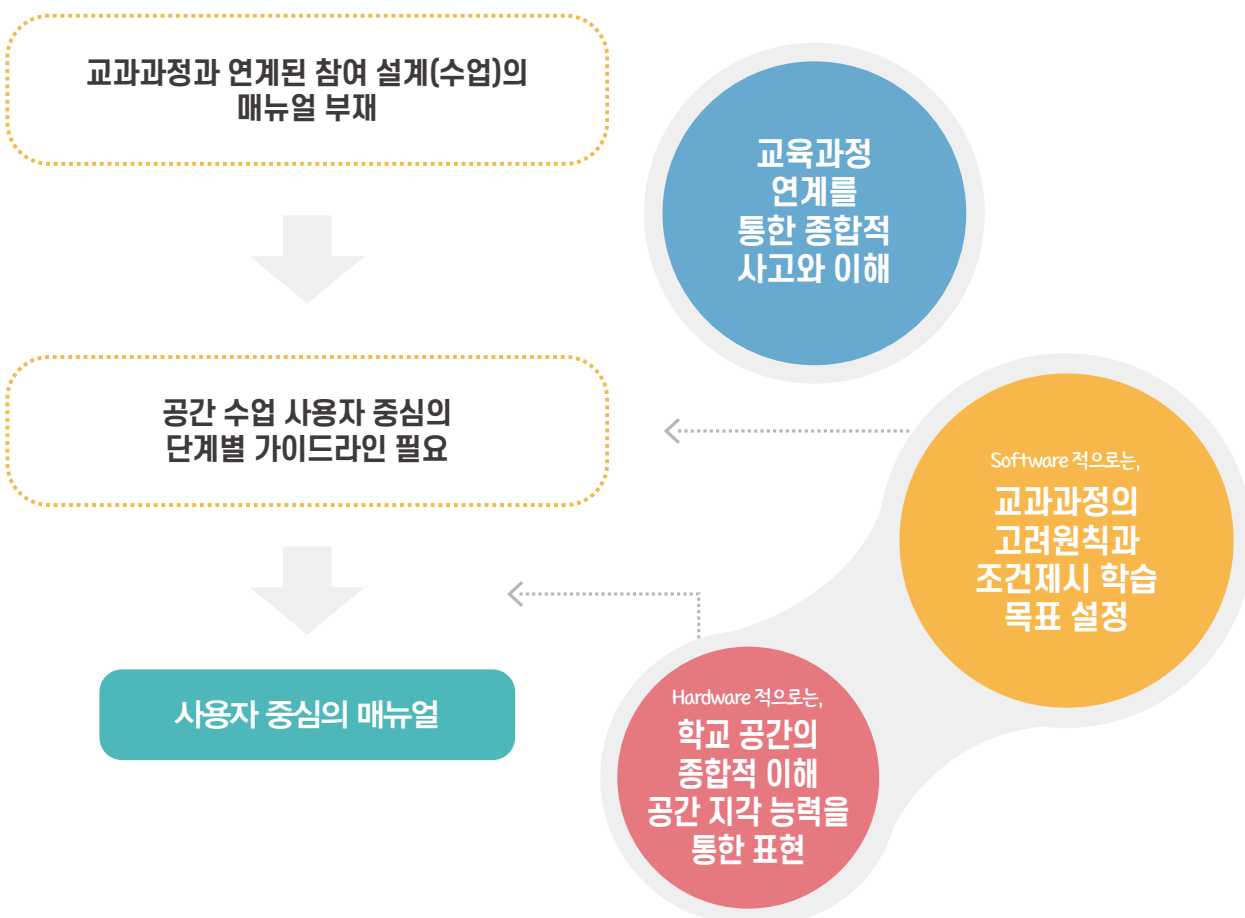 교과과정과 연계된 참여 설계(수업)의
매뉴얼 부재
교육과정
연계를
통한 종합적
사고와 이해
공간 수업 사용자 중심의
단계별 가이드라인 필요
Software 적으로는,
교과과정의
고려원칙과
조건제시 학습
목표 설정
사용자 중심의 매뉴얼
Hardware 적으로는,
학교 공간의
종합적 이해
공간 지각 능력을
통한 표현